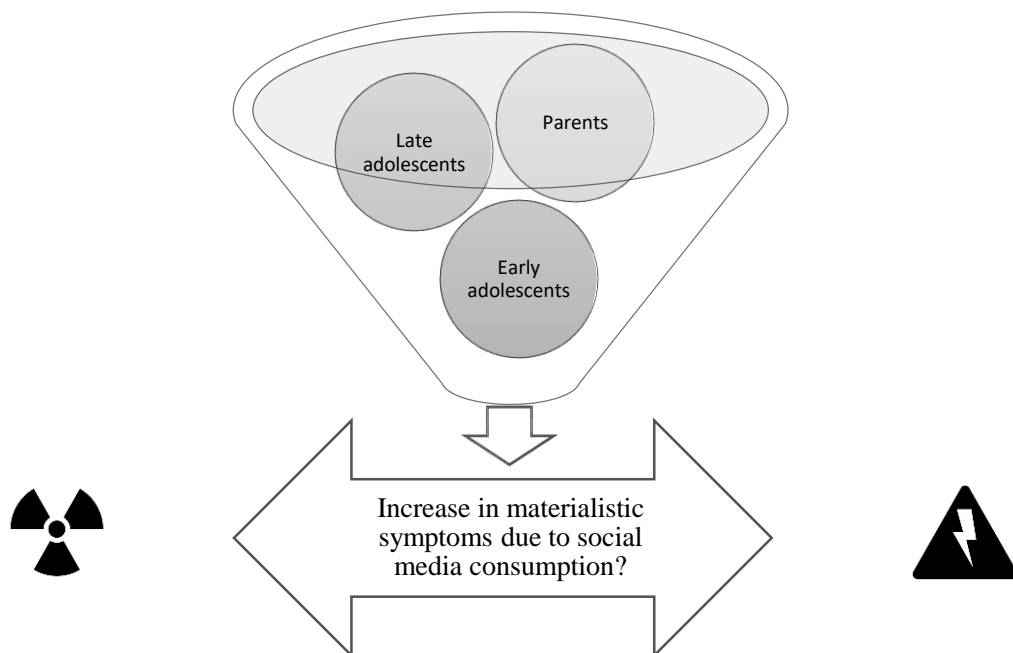 Parents
Late
adolescents
Early
adolescents
Increase in materialistic
symptoms due to social
media consumption?